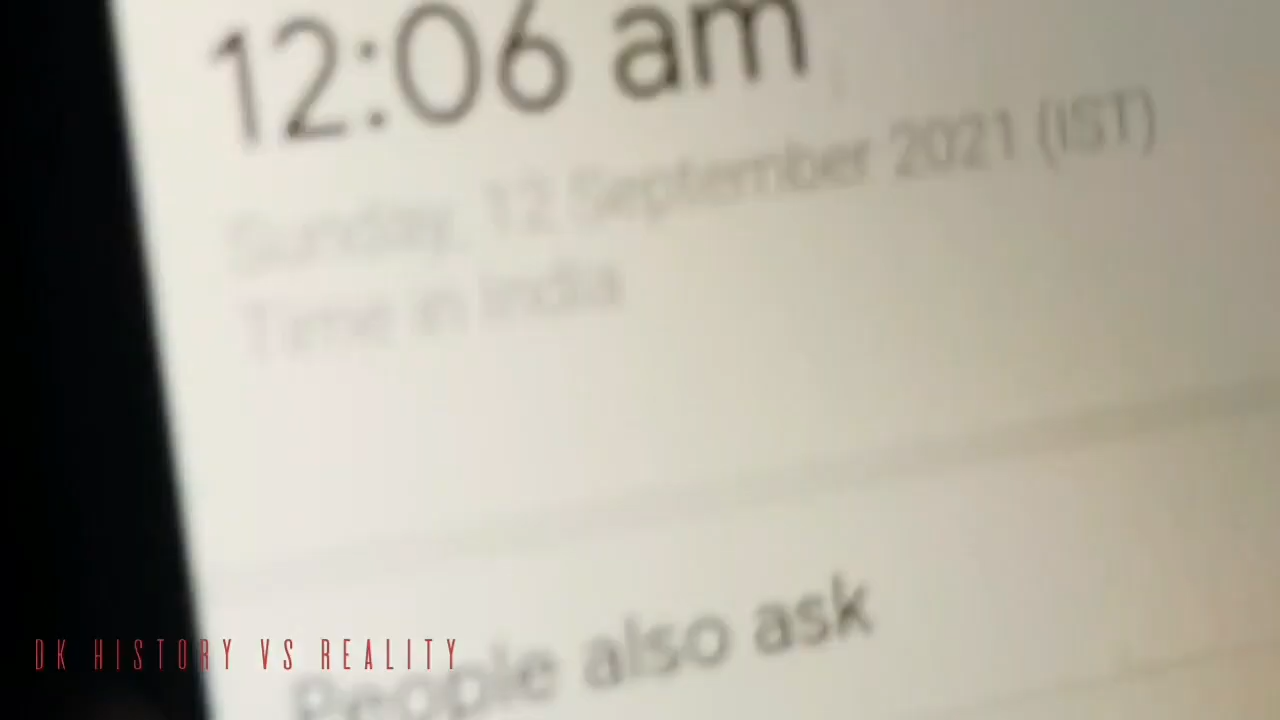 12:06 am
Sunday, 12 September 2021 (IST)
Time in India
People also ask
DK HISTORY VS REALITY